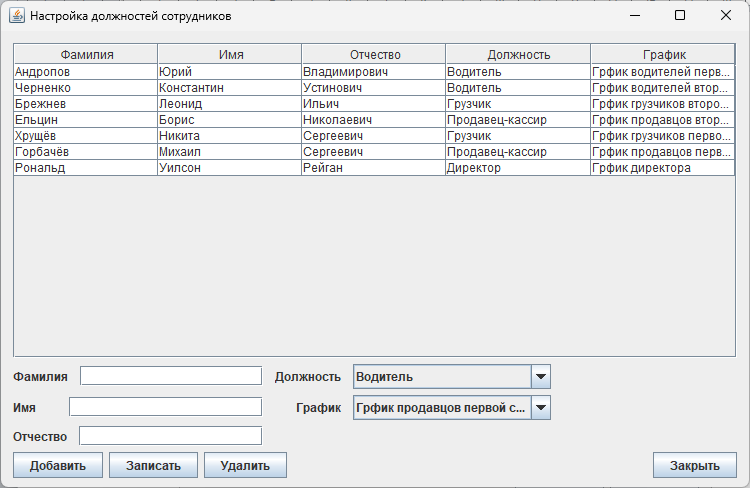 Настройка должностей сотрудников
Фамилия Имя Отчество Должность График
Андропов Юрий Владимирович Водитель Грфик водителей перв...
Черненко Константин Устинович Водитель Грфик водителей втор...
Брежнев Леонид Ильич Грузчик Грфик грузчиков второ...
Ельцин Борис Николаевич Продавец-кассир Грфик продавцов втор...
Хрущёв Никита Сергеевич Грузчик Грфик грузчиков перво...
Горбачёв Михаил Сергеевич Продавец-кассир Грфик продавцов перв...
Рональд Уилсон Рейган Директор Грфик директора
Фамилия Должность Водитель
Имя График Грфик продавцов первой с...
Отчество
Добавить Записать Удалить Закрыть